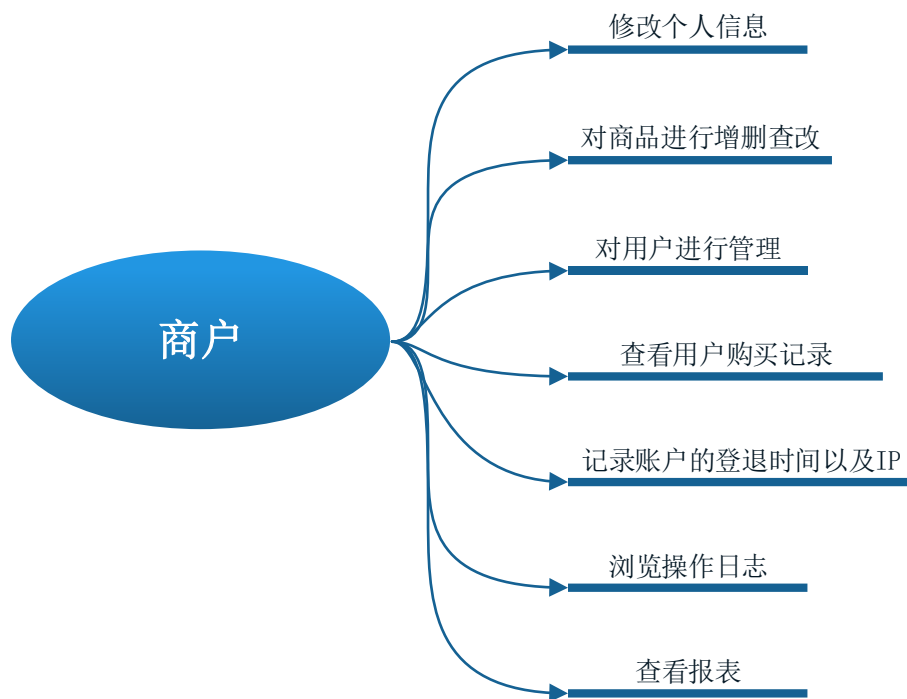 修改个人信息
对商品进行增删查改
对用户进行管理
商户
查看用户购买记录
记录账户的登退时间以及IP
浏览操作日志
查看报表